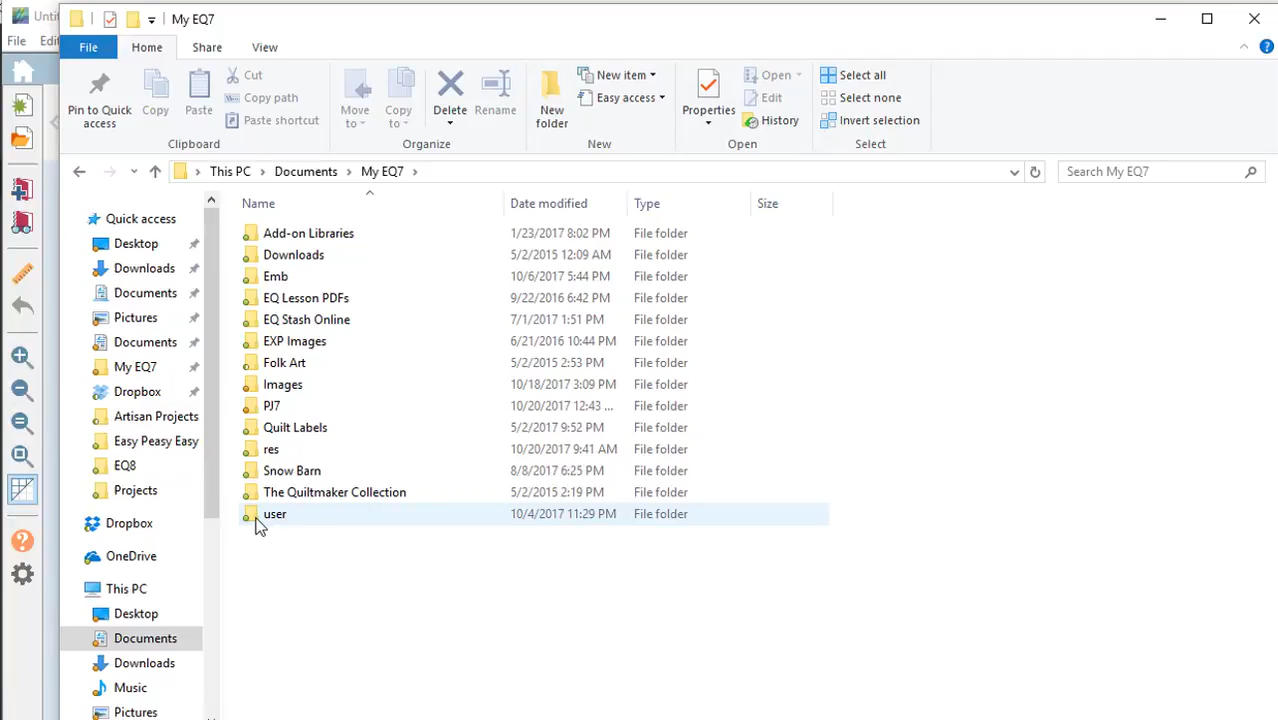 Untit
My EQ7
File Edi
File Home Share View
Pin to Quick access
Copy
Paste
Cut
Copy path
Paste shortcut
Clipboard
Move to
Copy to
Delete
Rename
Organize
New folder
New item
Easy access
New
Properties
Open
Edit
History
Open
Select all
Select none
Invert selection
Select
This PC > Documents > My EQ7 >
Search My EQ7
Name Date modified Type Size
Quick access
Desktop
Downloads
Documents
Pictures
Documents
My EQ7
Dropbox
Artisan Projects
Easy Peasy Easy
EQ8
Projects
Dropbox
OneDrive
This PC
Desktop
Documents
Downloads
Music
Pictures
Add-on Libraries 1/23/2017 8:02 PM File folder
Downloads 5/2/2015 12:09 AM File folder
Emb 10/6/2017 5:44 PM File folder
EQ Lesson PDFs 9/22/2016 6:42 PM File folder
EQ Stash Online 7/1/2017 1:51 PM File folder
EXP Images 6/21/2016 10:44 PM File folder
Folk Art 5/2/2015 2:53 PM File folder
Images 10/18/2017 3:09 PM File folder
PJ7 10/20/2017 12:43 ... File folder
Quilt Labels 5/2/2017 9:52 PM File folder
res 10/20/2017 9:41 AM File folder
Snow Barn 8/8/2017 6:25 PM File folder
The Quiltmaker Collection 5/2/2015 2:19 PM File folder
user 10/4/2017 11:29 PM File folder